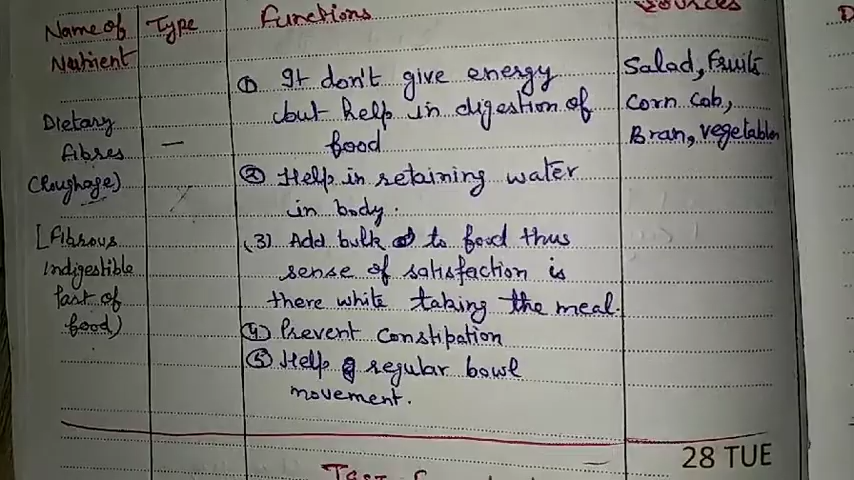 Name of Type Functions Sources
Nutrient
① It don't give energy Salad, Fruits
but help in digestion of Corn Cob,
Dietary
fibres — food Bran, vegetables
(Roughage) ② Help in retaining water
in body.
[Fibrous (3) Add bulk to food thus
indigestible sense of satisfaction is
Part of there white taking the meal.
food) ④ Prevent constipation
⑤ Help regular bowl
movement.
28 TUE